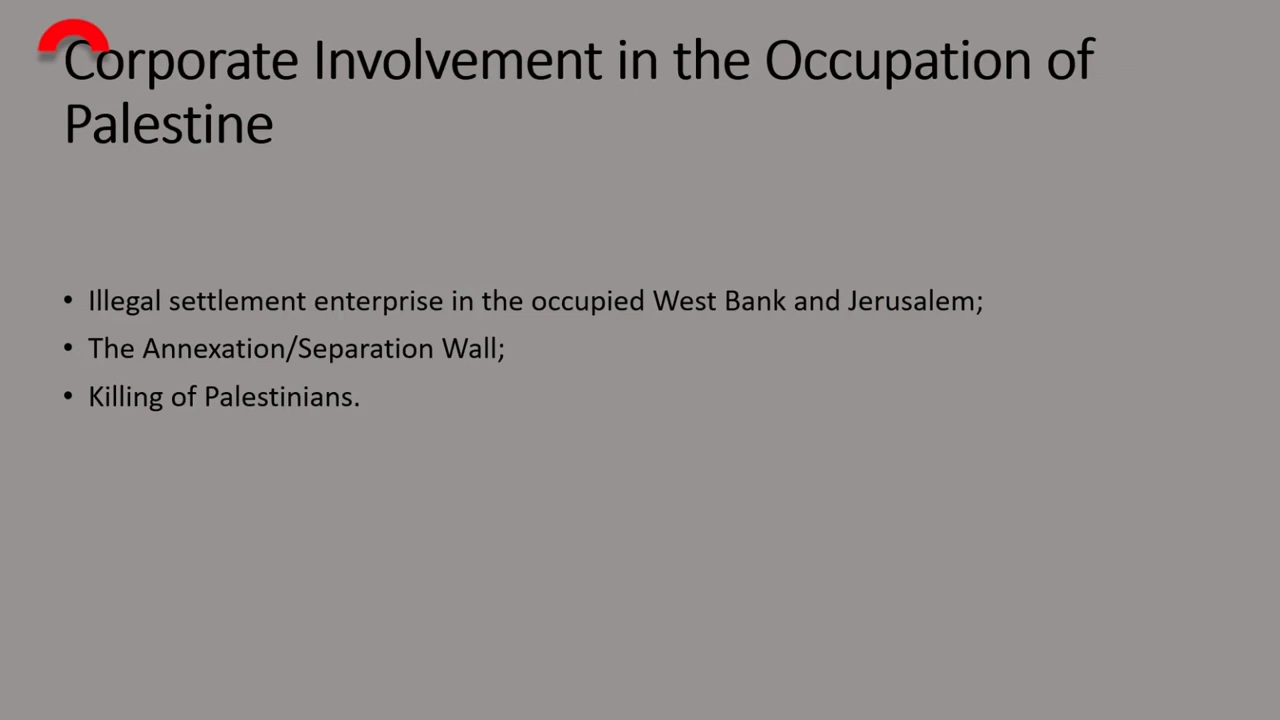 Corporate Involvement in the Occupation of
Palestine
• Illegal settlement enterprise in the occupied West Bank and Jerusalem;
• The Annexation/Separation Wall;
• Killing of Palestinians.